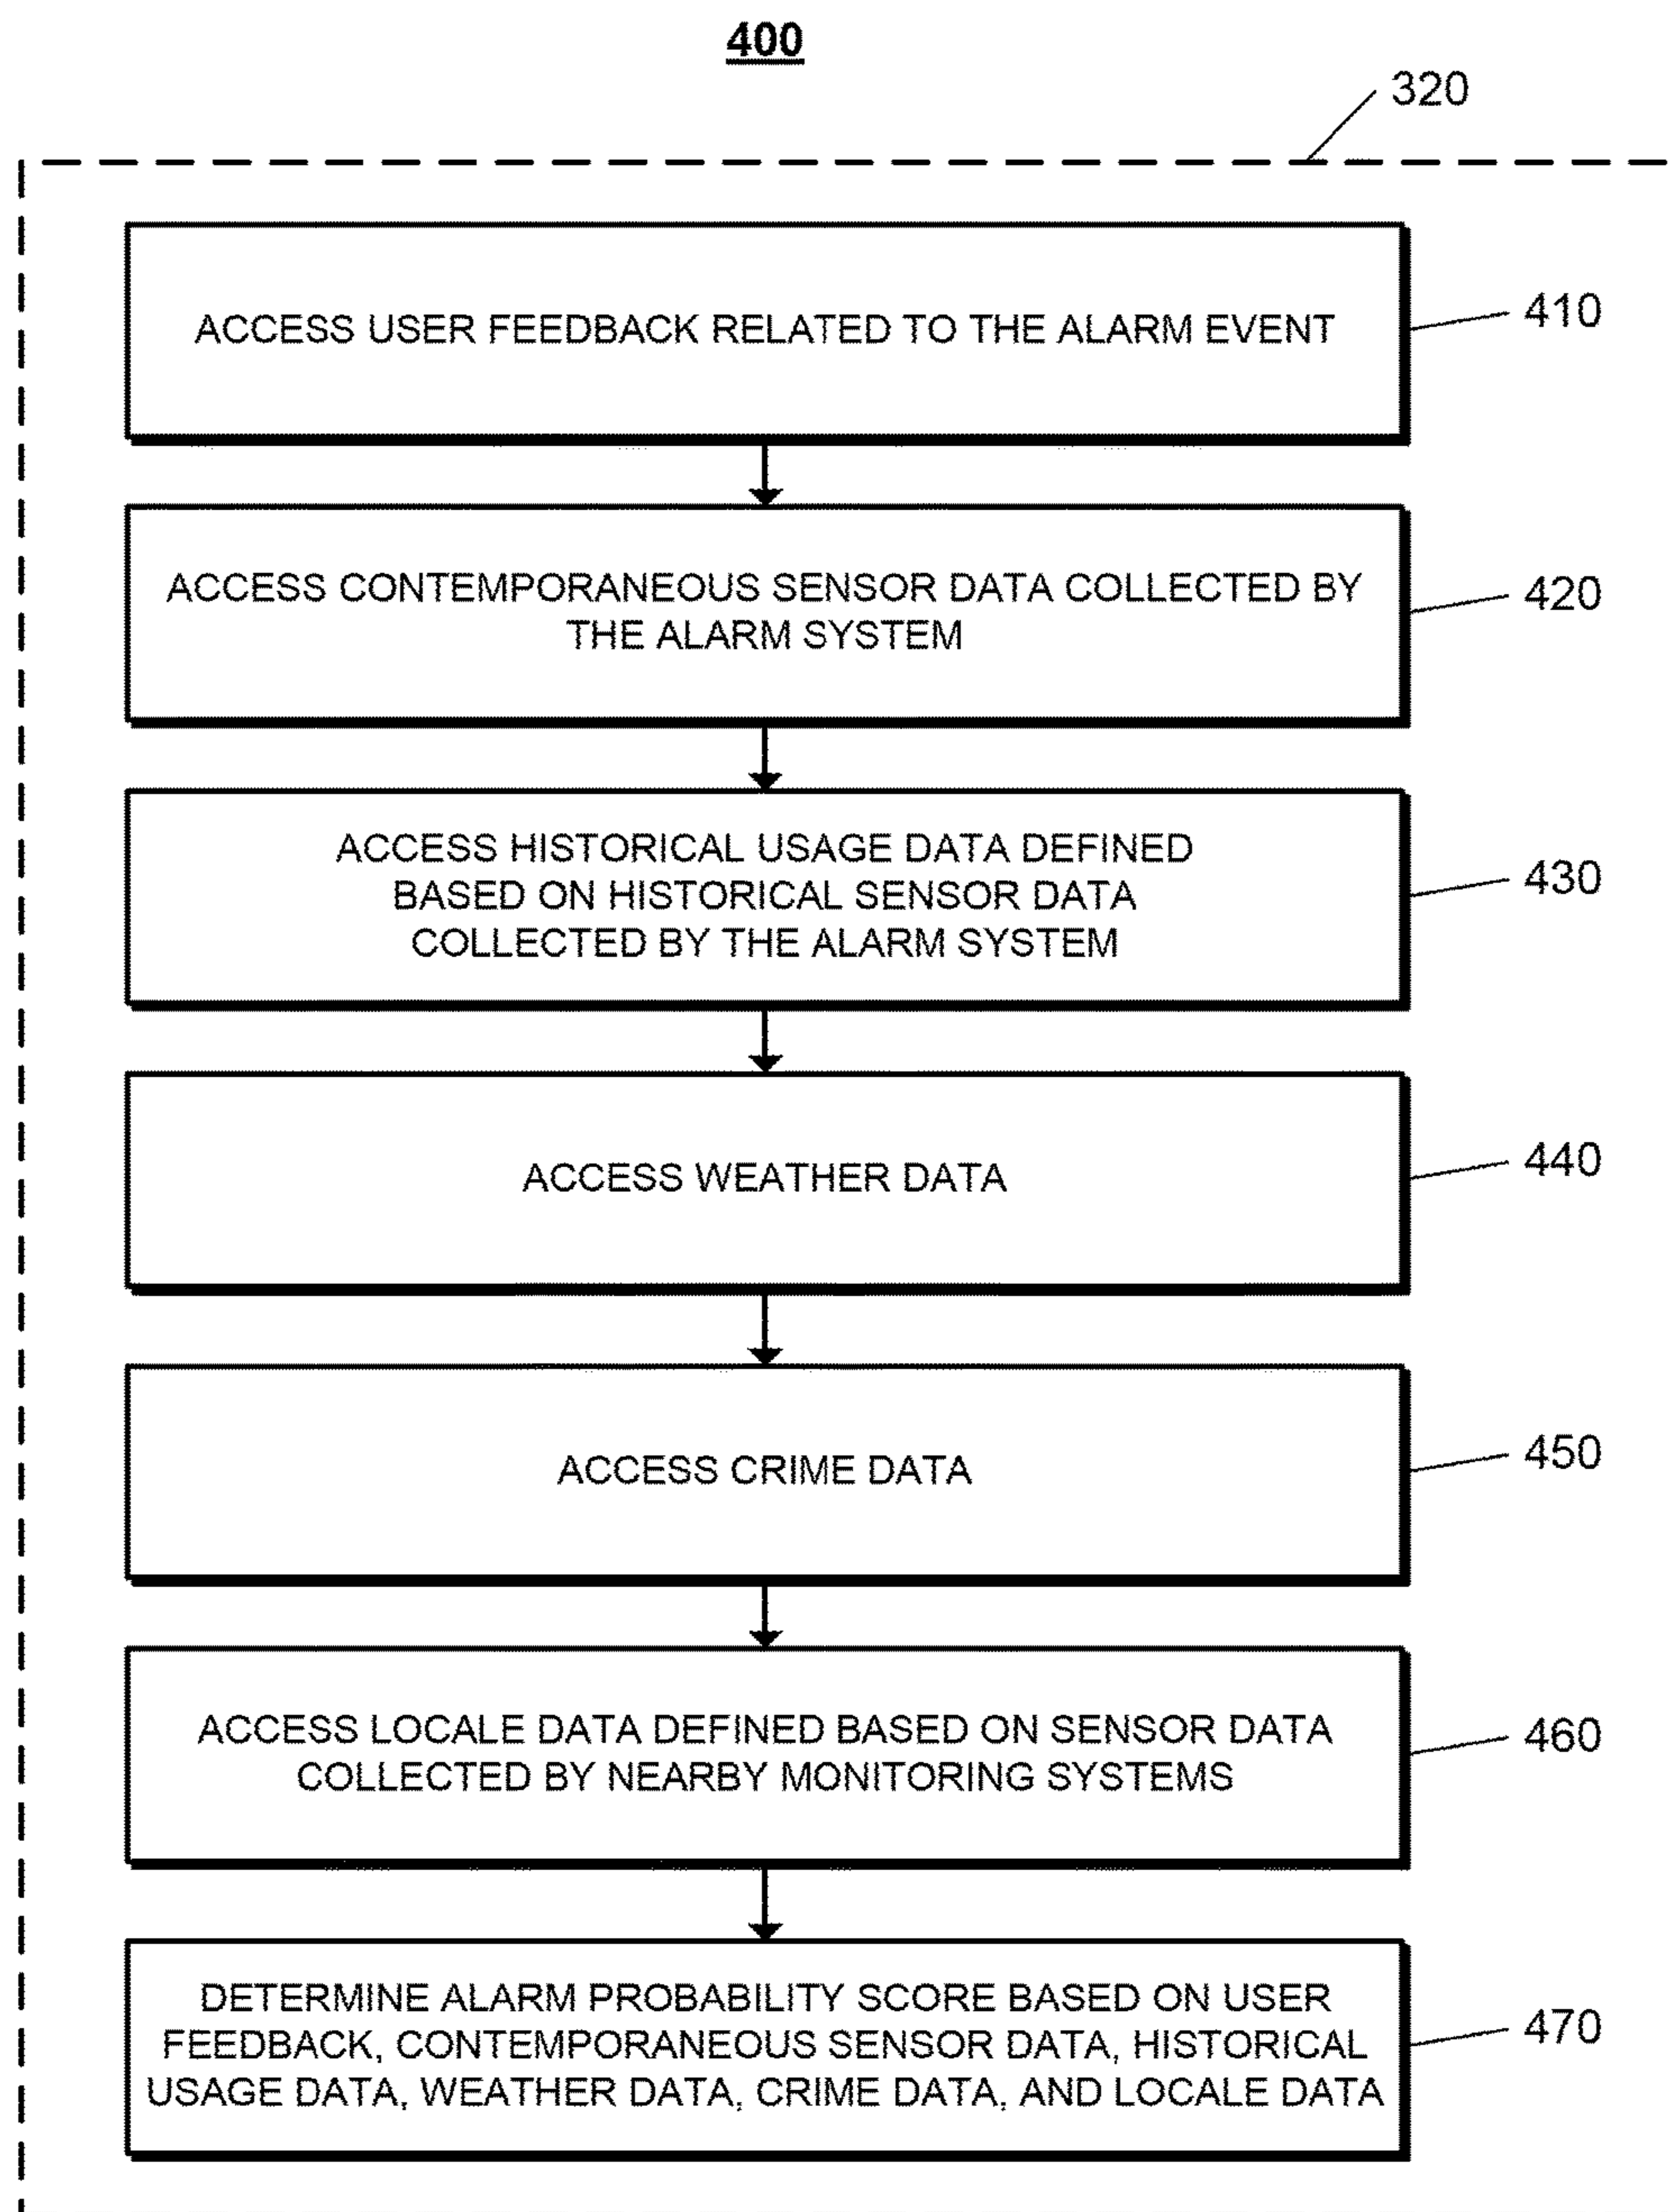 400
320
ACCESS USER FEEDBACK RELATED TO THE ALARM EVENT
410
ACCESS CONTEMPORANEOUS SENSOR DATA COLLECTED BY
THE ALARM SYSTEM
420
ACCESS HISTORICAL USAGE DATA DEFINED
BASED ON HISTORICAL SENSOR DATA
COLLECTED BY THE ALARM SYSTEM
430
ACCESS WEATHER DATA
440
ACCESS CRIME DATA
450
ACCESS LOCALE DATA DEFINED BASED ON SENSOR DATA
COLLECTED BY NEARBY MONITORING SYSTEMS
460
DETERMINE ALARM PROBABILITY SCORE BASED ON USER
FEEDBACK, CONTEMPORANEOUS SENSOR DATA, HISTORICAL
USAGE DATA, WEATHER DATA, CRIME DATA, AND LOCALE DATA
470